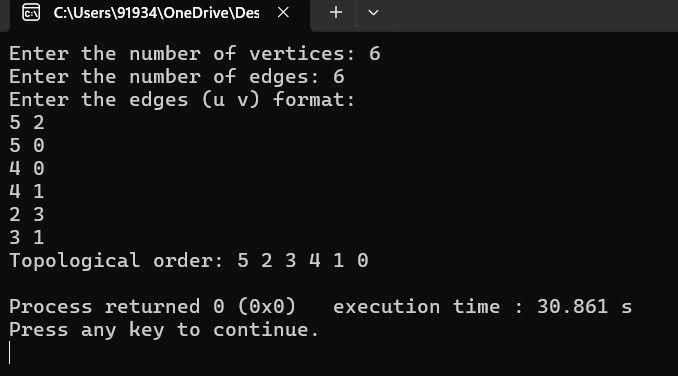 C:\Users\91934\OneDrive\Des
Enter the number of vertices: 6
Enter the number of edges: 6
Enter the edges (u v) format:
5 2
5 0
4 0
4 1
2 3
3 1
Topological order: 5 2 3 4 1 0
Process returned 0 (0x0)   execution time : 30.861 s
Press any key to continue.